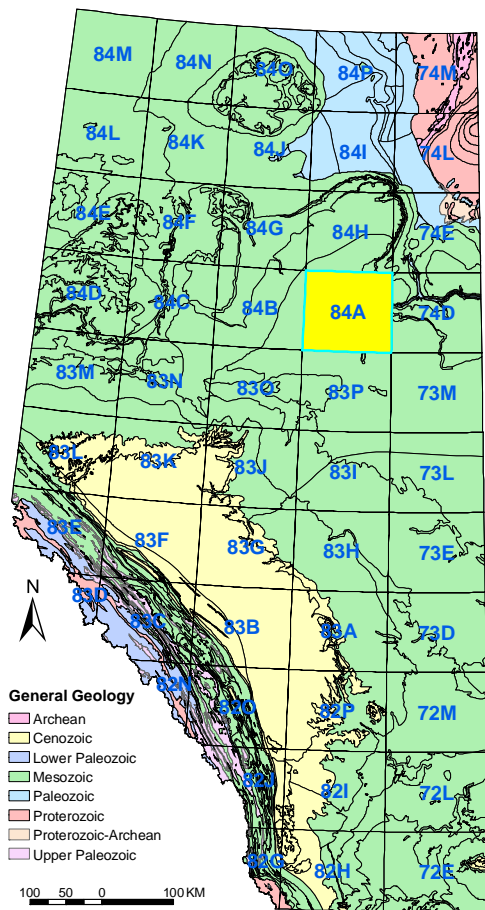 84M 84N 84O 84P 74M
84L 84K 84J 84I 74L
84E 84F 84G 84H 74E
84D 84C 84B 84A 74D
83M 83N 83O 83P 73M
83L 83K 83J 83I 73L
83E 83F 83G 83H 73E
83D 83C 83B 83A 73D
82N 82O 82P 72M
82J 82I 72L
82G 82H 72E
N
General Geology
Archean
Cenozoic
Lower Paleozoic
Mesozoic
Paleozoic
Proterozoic
Proterozoic-Archean
Upper Paleozoic
100 50 0 100 KM